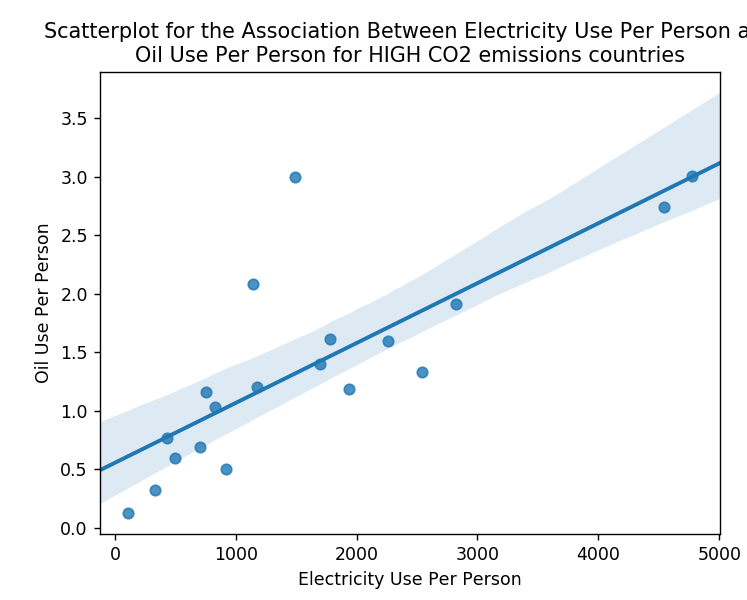 Scatterplot for the Association Between Electricity Use Per Person a
Oil Use Per Person for HIGH CO2 emissions countries
3.5
3.0
2.5
2.0
1.5
1.0
0.5
0.0
Oil Use Per Person
0 1000 2000 3000 4000 5000
Electricity Use Per Person